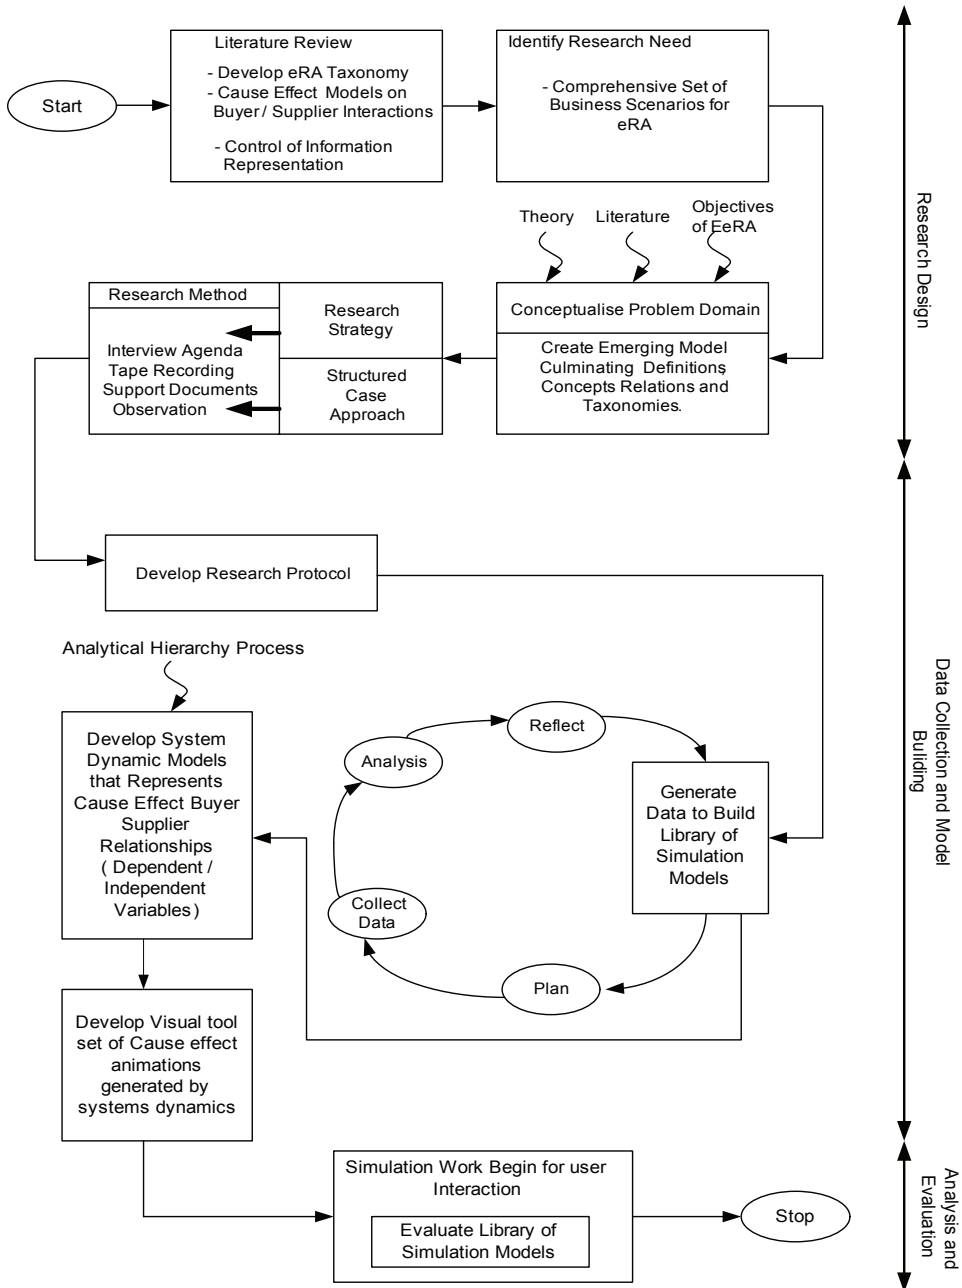 Start
Literature Review
- Develop eRA Taxonomy
- Cause Effect Models on
Buyer / Supplier Interactions
- Control of Information
Representation
Identify Research Need
- Comprehensive Set of
Business Scenarios for
eRA
Theory
Literature
Objectives
of EeRA
Conceptualise Problem Domain
Create Emerging Model
Culminating Definitions,
Concepts Relations and
Taxonomies.
Research Strategy
Structured
Case
Approach
Research Method
Interview Agenda
Tape Recording
Support Documents
Observation
Research Design
Develop Research Protocol
Analytical Hierarchy Process
Develop System
Dynamic Models
that Represents
Cause Effect Buyer
Supplier
Relationships
( Dependent /
Independent
Variables )
Analysis
Reflect
Generate
Data to Build
Library of
Simulation
Models
Collect
Data
Plan
Data Collection and Model
Buliding
Develop Visual tool
set of Cause effect
animations
generated by
systems dynamics
Simulation Work Begin for user
Interaction
Evaluate Library of
Simulation Models
Stop
Analysis and
Evaluation